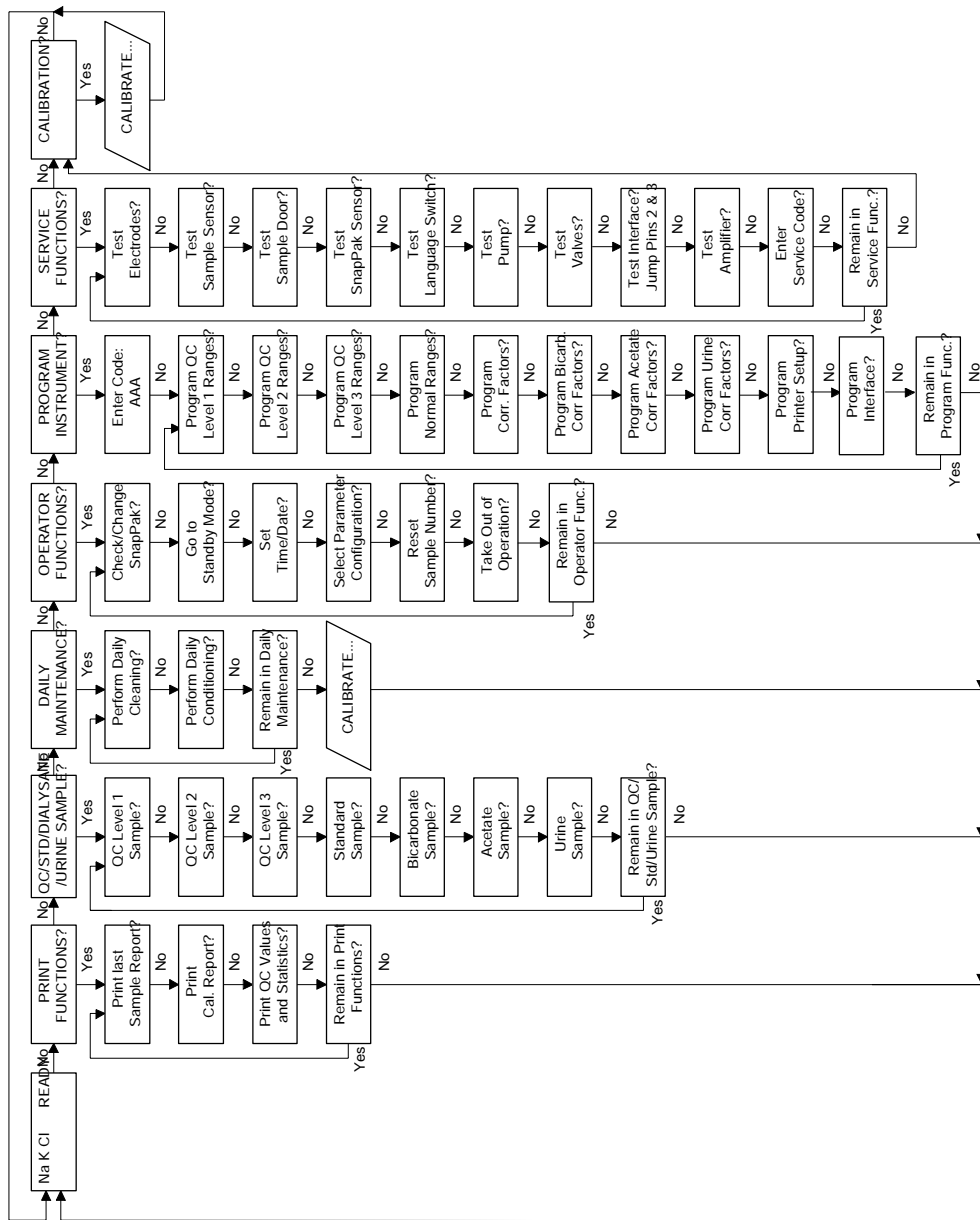 Na K Cl READY
No
PRINT
FUNCTIONS?
No
QC/STD/DIALYSATE
/URINE SAMPLE?
No
DAILY
MAINTENANCE?
No
OPERATOR
FUNCTIONS?
No
PROGRAM
INSTRUMENT?
No
SERVICE
FUNCTIONS?
No
CALIBRATION?
No
No
Yes
Print last
Sample Report?
No
Print
Cal. Report?
No
Print QC Values
and Statistics?
No
Remain in Print
Functions?
No
Yes
Yes
QC Level 1
Sample?
No
QC Level 2
Sample?
No
QC Level 3
Sample?
No
Standard
Sample?
No
Bicarbonate
Sample?
No
Acetate
Sample?
No
Urine
Sample?
No
Remain in QC/
Std/Urine Sample?
No
Yes
Yes
Perform Daily
Cleaning?
No
Perform Daily
Conditioning?
No
Remain in Daily
Maintenance?
No
Yes
CALIBRATE...
Yes
Check/Change
SnapPak?
No
Go to
Standby Mode?
No
Set
Time/Date?
No
Select Parameter
Configuration?
No
Reset
Sample Number?
No
Take Out of
Operation?
No
Remain in
Operator Func.?
No
Yes
Yes
Enter Code:
AAA
No
Program QC
Level 1 Ranges?
No
Program QC
Level 2 Ranges?
No
Program QC
Level 3 Ranges?
No
Program
Normal Ranges?
No
Program
Corr. Factors?
No
Program Bicarb.
Corr Factors?
No
Program Acetate
Corr Factors?
No
Program Urine
Corr Factors?
No
Program
Printer Setup?
No
Program
Interface?
No
Remain in
Program Func.?
No
Yes
Yes
Test
Electrodes?
No
Test
Sample Sensor?
No
Test
Sample Door?
No
Test
SnapPak Sensor?
No
Test
Language Switch?
No
Test
Pump?
No
Test
Valves?
No
Test Interface?
Jump Pins 2 & 3
No
Test
Amplifier?
No
Enter
Service Code?
No
Remain in
Service Func.?
No
Yes
Yes
CALIBRATE...